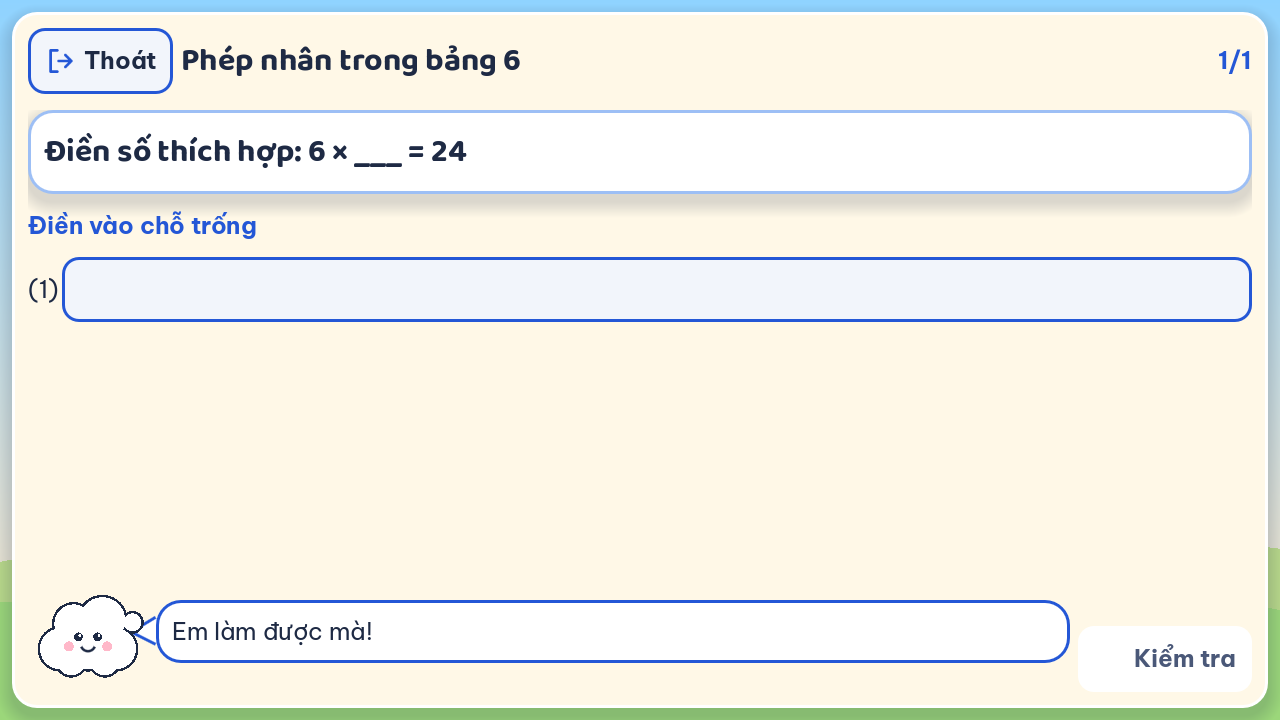 Thoát
Phép nhân trong bảng 6
1/1
Điền số thích hợp: 6 × ___ = 24
Điền vào chỗ trống
(1)
Em làm được mà!
Kiểm tra